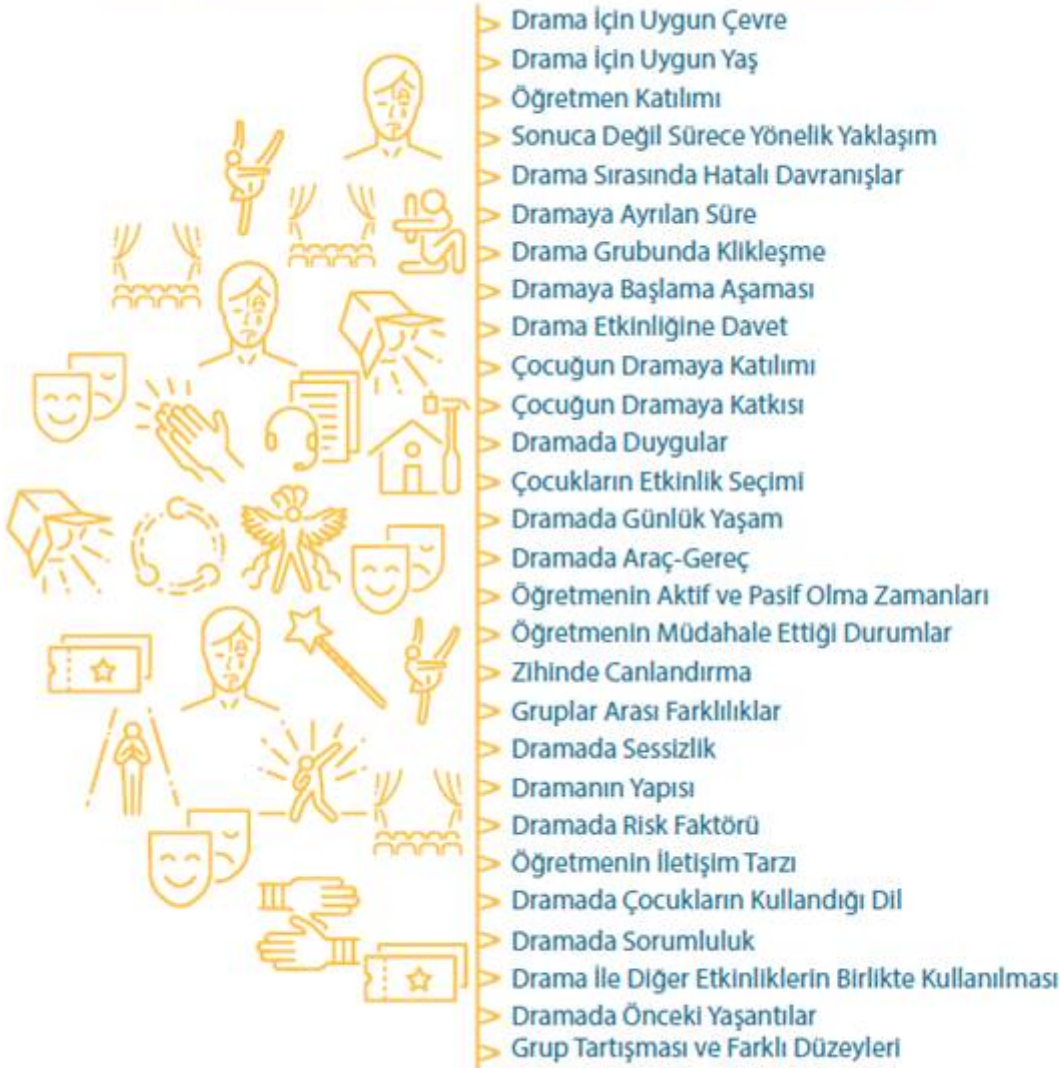 Drama İçin Uygun Çevre
Drama İçin Uygun Yaş
Öğretmen Katılımı
Sonuca Değil Sürece Yönelik Yaklaşım
Drama Sırasında Hatalı Davranışlar
Dramaya Ayrılan Süre
Drama Grubunda Klikleşme
Dramaya Başlama Aşaması
Drama Etkinliğine Davet
Çocuğun Dramaya Katılımı
Çocuğun Dramaya Katkısı
Dramada Duygular
Çocukların Etkinlik Seçimi
Dramada Günlük Yaşam
Dramada Araç-Gereç
Öğretmenin Aktif ve Pasif Olma Zamanları
Öğretmenin Müdahale Ettiği Durumlar
Zihinde Canlandırma
Gruplar Arası Farklılıklar
Dramada Sessizlik
Dramanın Yapısı
Dramada Risk Faktörü
Öğretmenin İletişim Tarzı
Dramada Çocukların Kullandığı Dil
Dramada Sorumluluk
Drama İle Diğer Etkinliklerin Birlikte Kullanılması
Dramada Önceki Yaşantılar
Grup Tartışması ve Farklı Düzeyleri